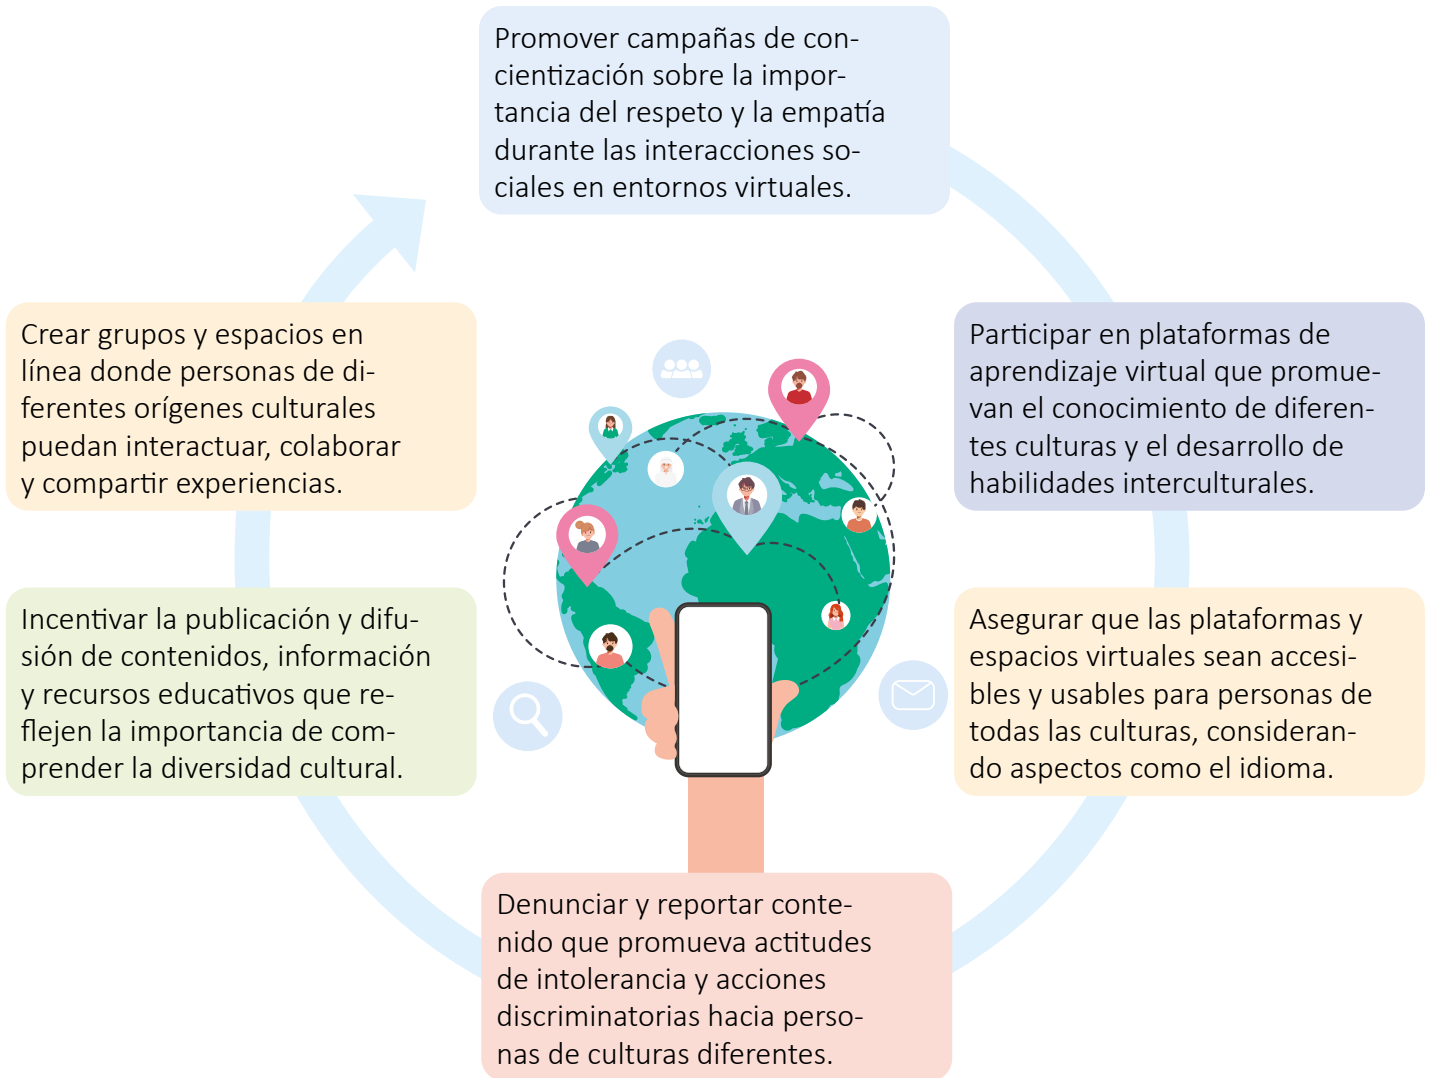 Promover campañas de con-
cientización sobre la impor-
tancia del respeto y la empatía
durante las interacciones so-
ciales en entornos virtuales.
Participar en plataformas de
aprendizaje virtual que promue-
van el conocimiento de diferen-
tes culturas y el desarrollo de
habilidades interculturales.
Asegurar que las plataformas y
espacios virtuales sean accesi-
bles y usables para personas de
todas las culturas, consideran-
do aspectos como el idioma.
Denunciar y reportar conte-
nido que promueva actitudes
de intolerancia y acciones
discriminatorias hacia perso-
nas de culturas diferentes.
Incentivar la publicación y difu-
sión de contenidos, información
y recursos educativos que re-
flejen la importancia de com-
prender la diversidad cultural.
Crear grupos y espacios en
línea donde personas de di-
ferentes orígenes culturales
puedan interactuar, colaborar
y compartir experiencias.